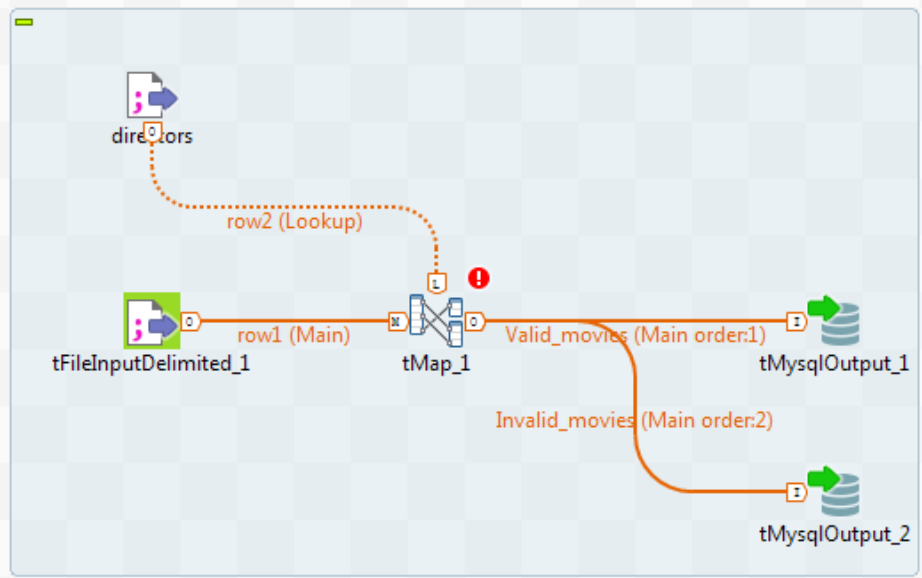 directors
row2 (Lookup)
row1 (Main)
Valid_movies (Main order:1)
tFileInputDelimited_1
tMap_1
tMysqlOutput_1
Invalid_movies (Main order:2)
tMysqlOutput_2